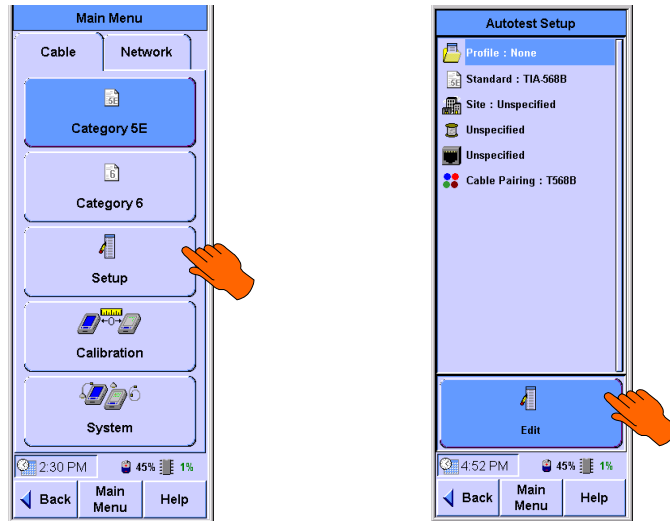 Main Menu
Cable
Network
5E
Category 5E
6
Category 6
Setup
Calibration
System
2:30 PM
45%
1%
Back
Main
Menu
Help
Autotest Setup
Profile : None
5E
Standard : TIA-568B
Site : Unspecified
Unspecified
Unspecified
Cable Pairing : T568B
Edit
4:52 PM
45%
1%
Back
Main
Menu
Help